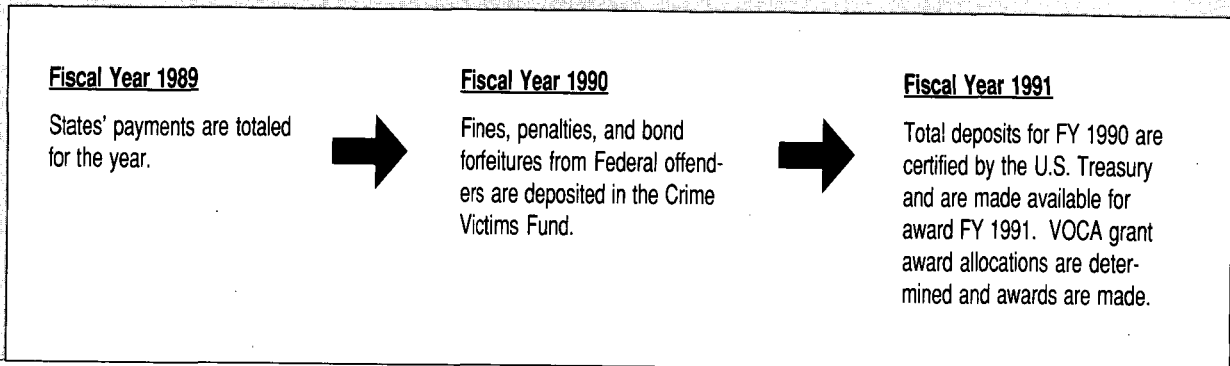 Fiscal Year 1989
States' payments are totaled
for the year.
Fiscal Year 1990
Fines, penalties, and bond
forfeitures from Federal offend-
ers are deposited in the Crime
Victims Fund.
Fiscal Year 1991
Total deposits for FY 1990 are
certified by the U.S. Treasury
and are made available for
award FY 1991. VOCA grant
award allocations are deter-
mined and awards are made.